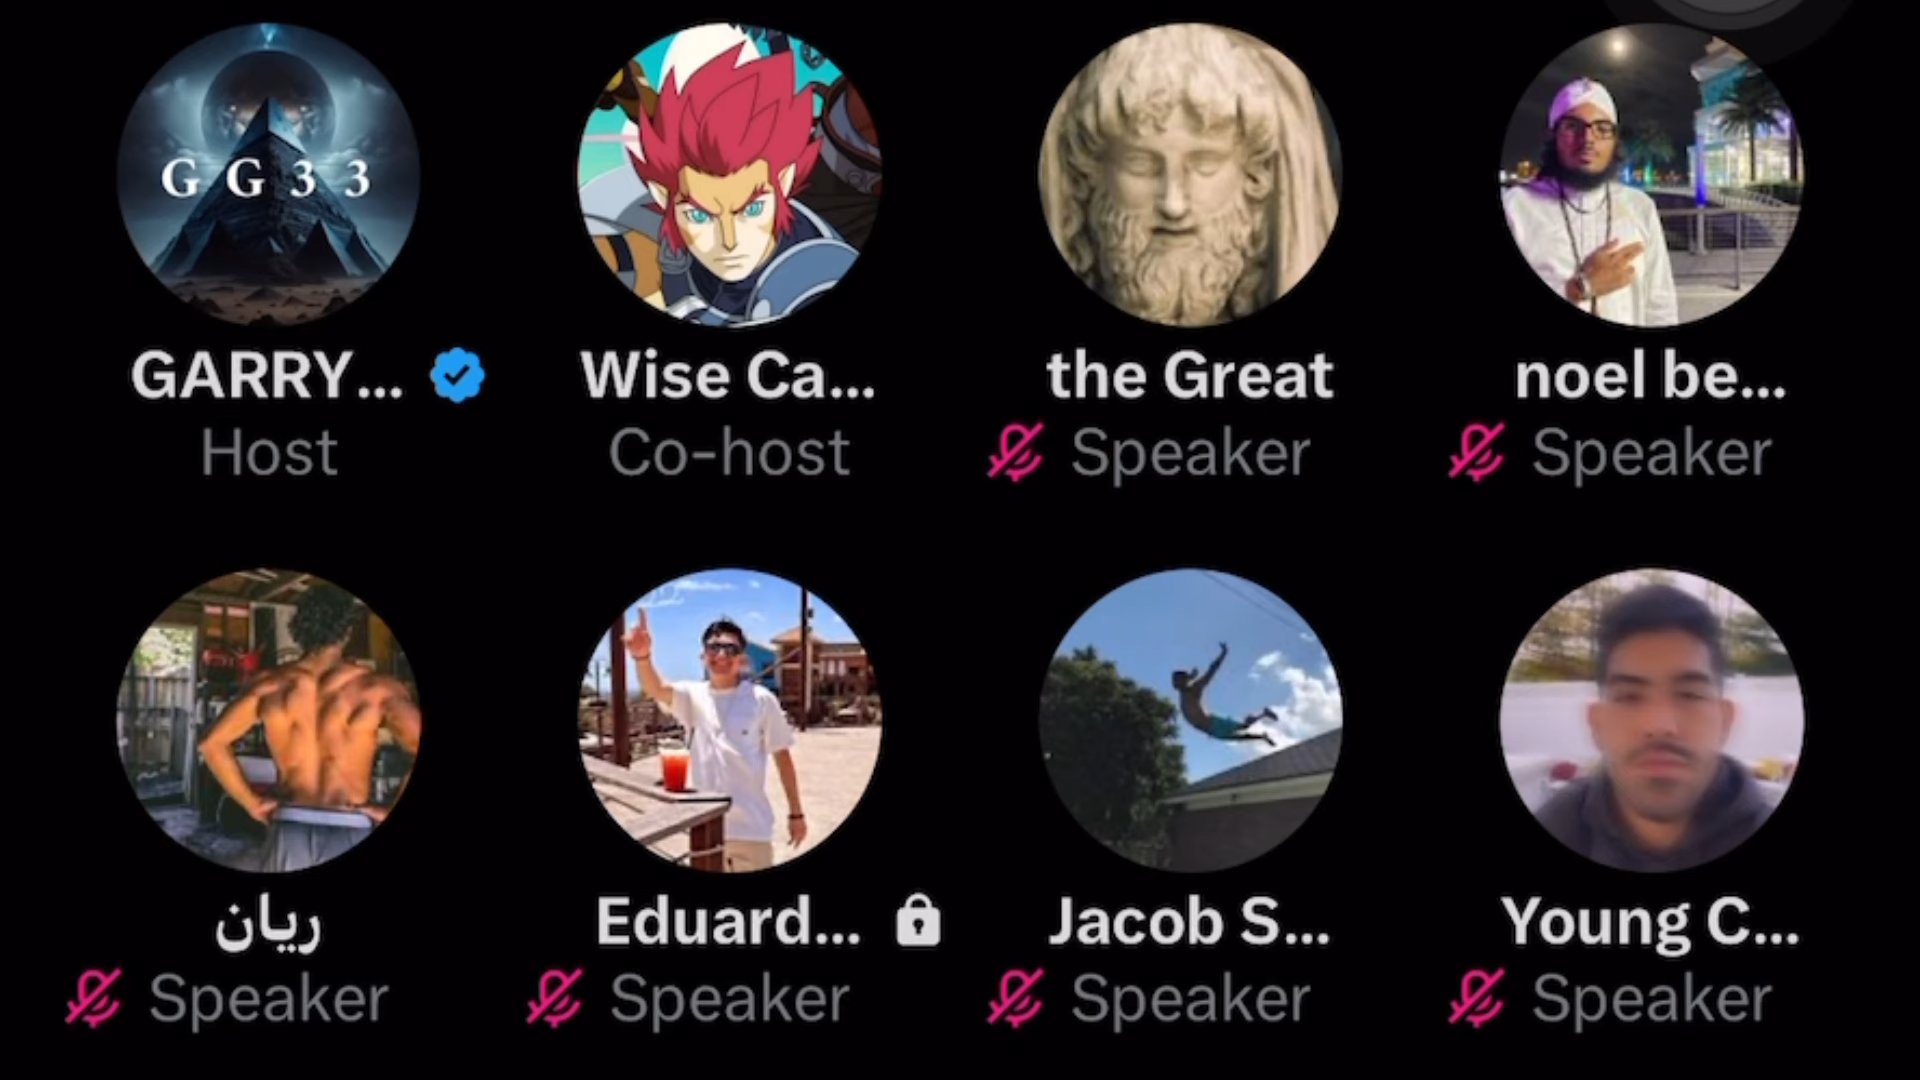 G G 3 3
GARRY...
Host
Wise Ca...
Co-host
the Great
Speaker
noel be...
Speaker
ريان
Speaker
Eduard...
Speaker
Jacob S...
Speaker
Young C...
Speaker